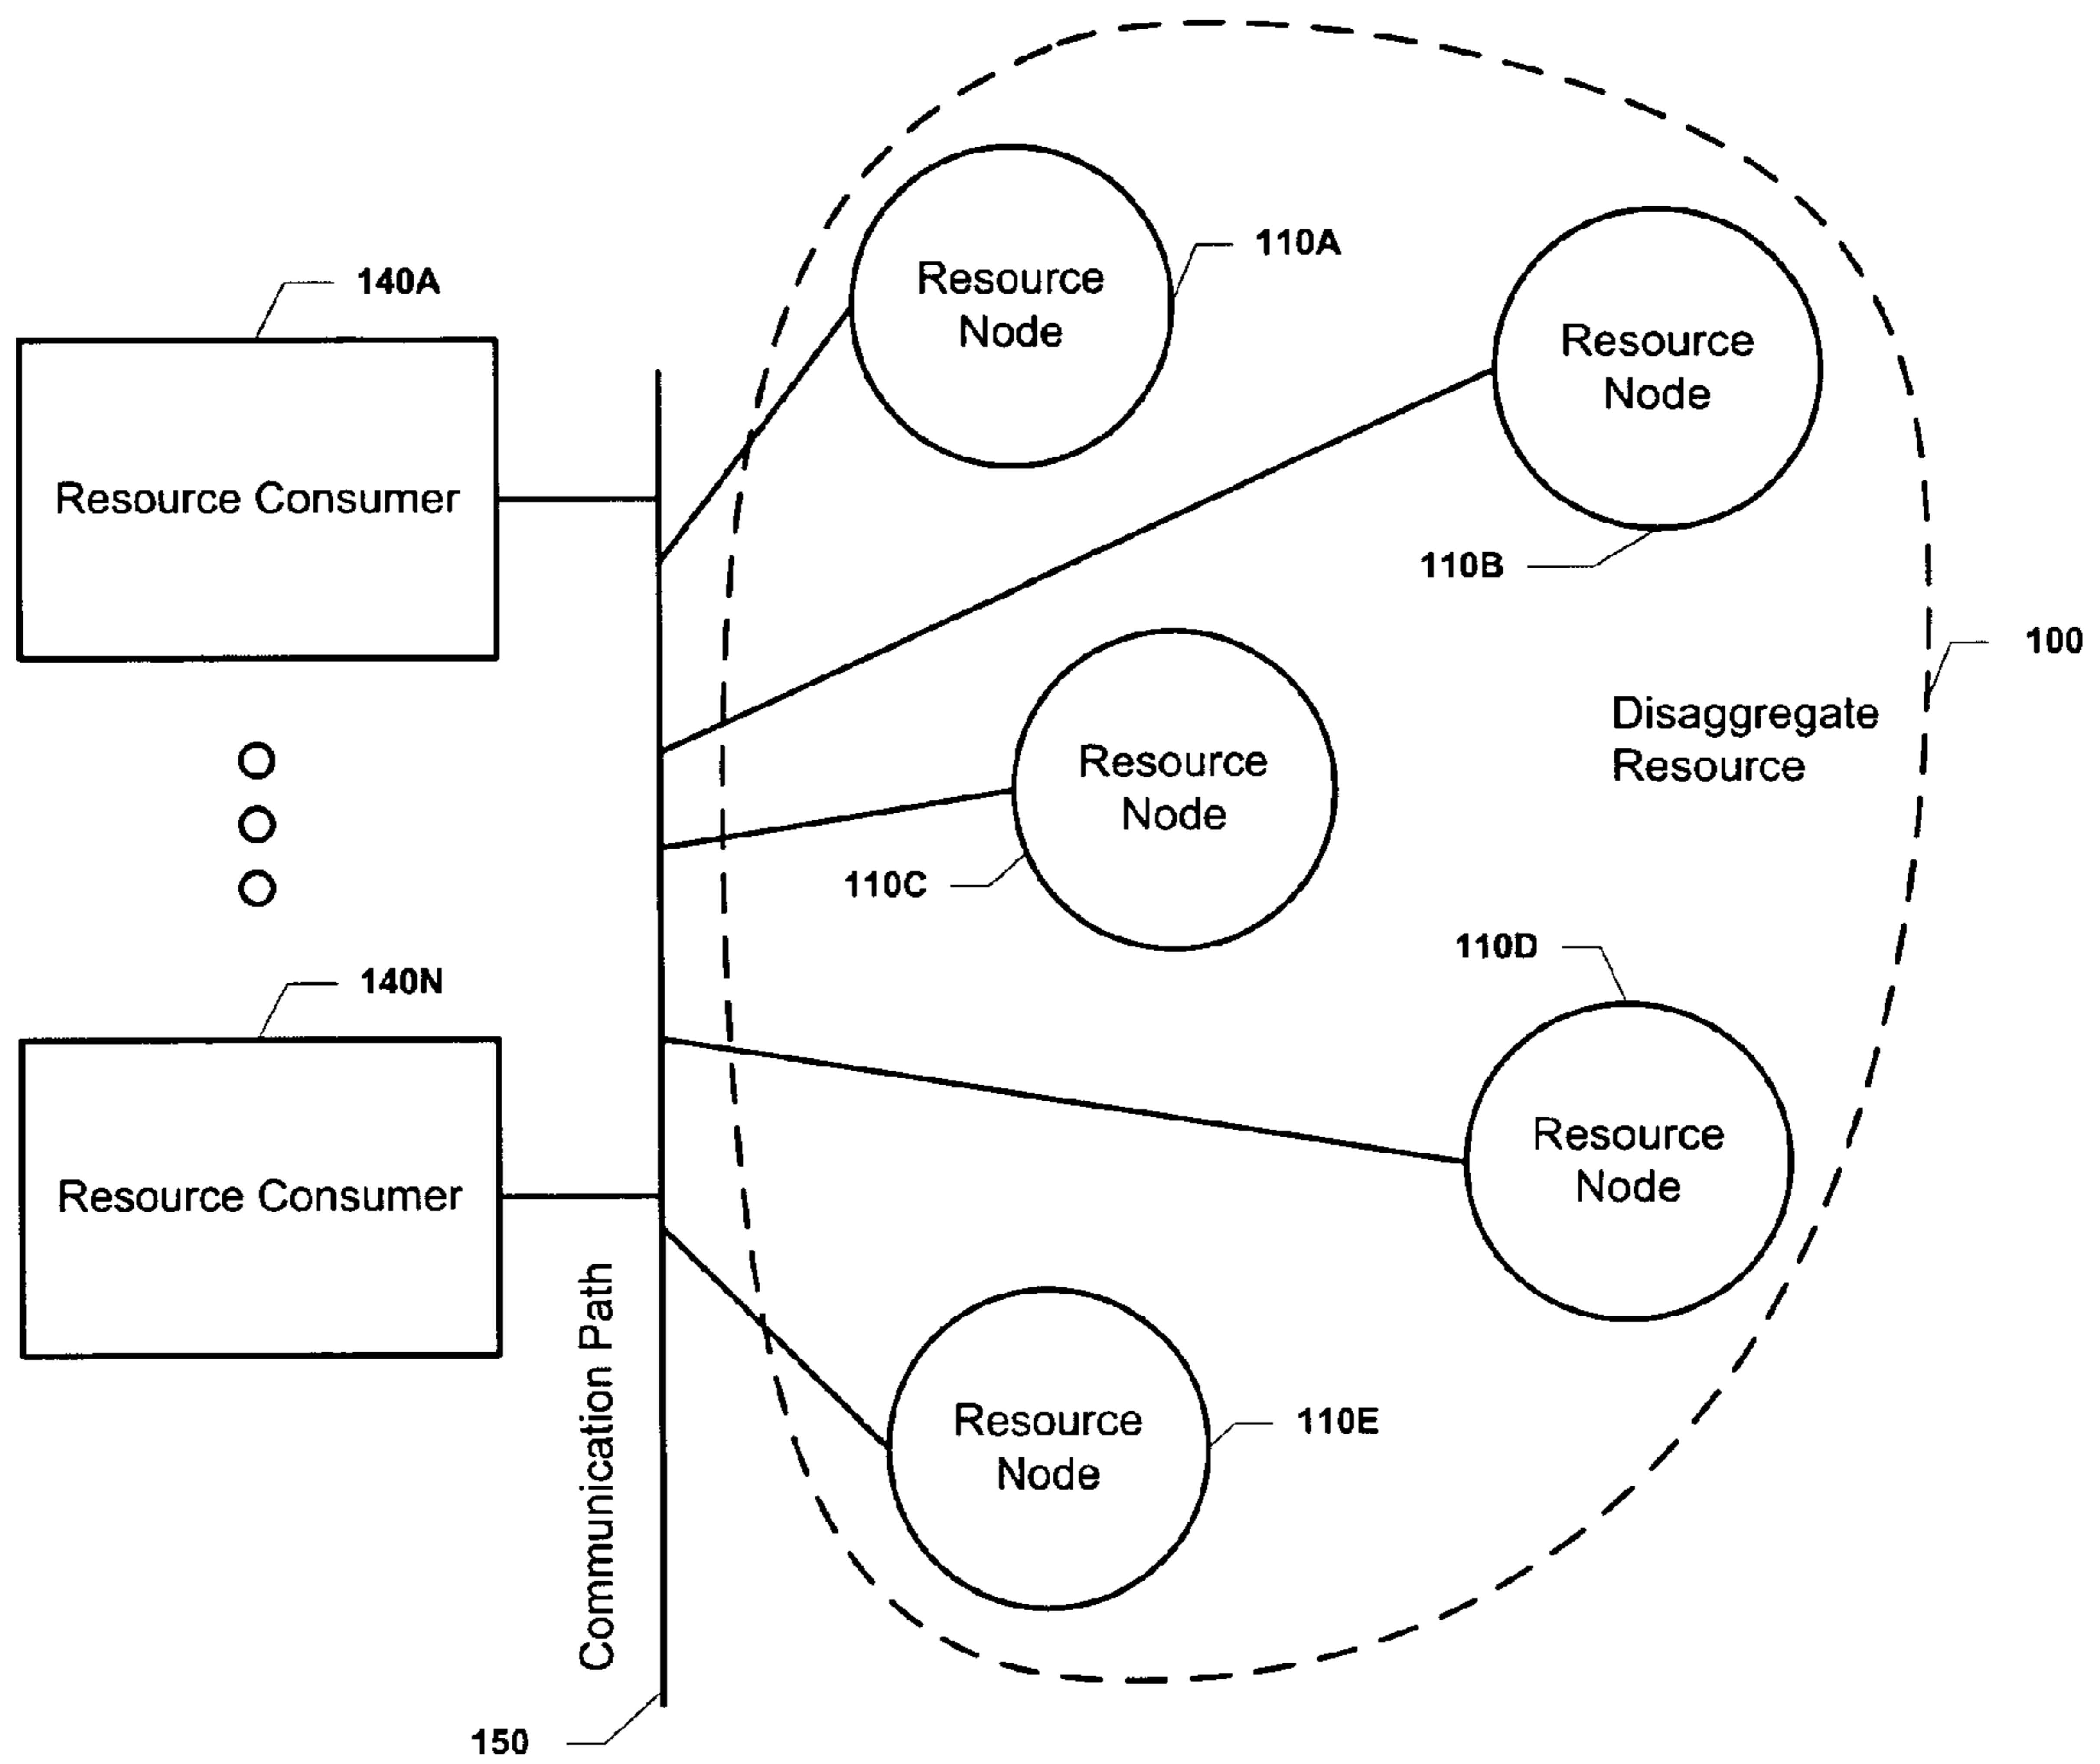 110A
Resource
Node
140A
Resource
Node
Resource Consumer
110B
100
Disaggregate
Resource
Resource
Node
110C
110D
140N
Resource
Node
Resource Consumer
Communication Path
Resource
Node
110E
150